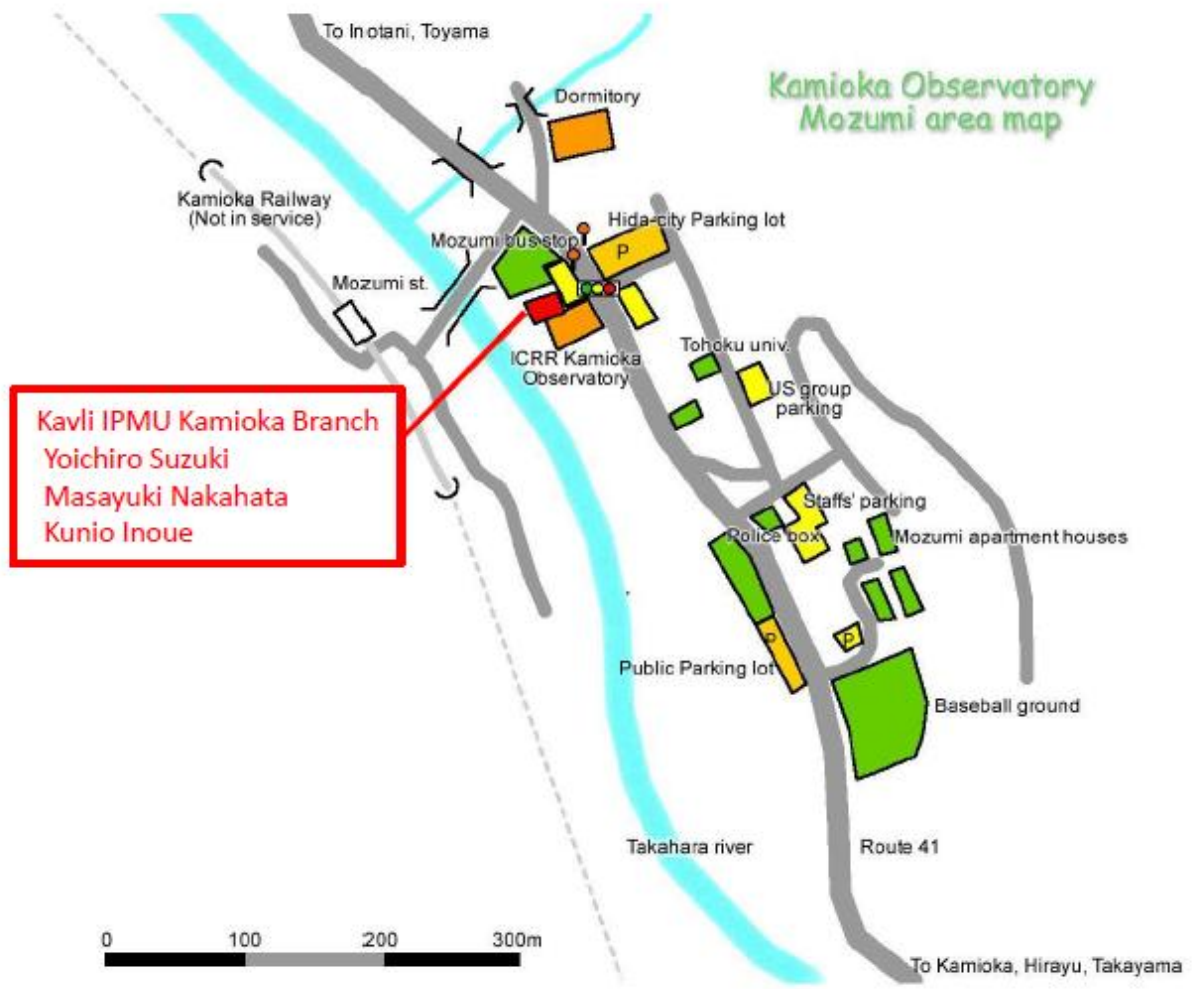 To Inotani, Toyama
Kamioka Observatory
Mozumi area map
Dormitory
Kamioka Railway
(Not in service)
Hida-city Parking lot
P
Mozumi bus stop
Mozumi st.
ICRR Kamioka
Observatory
Tohoku univ.
US group
parking
Kavli IPMU Kamioka Branch
Yoichiro Suzuki
Masayuki Nakahata
Kunio Inoue
Staffs' parking
Police box
Mozumi apartment houses
P
P
Public Parking lot
Baseball ground
Takahara river
Route 41
0 100 200 300m
To Kamioka, Hirayu, Takayama